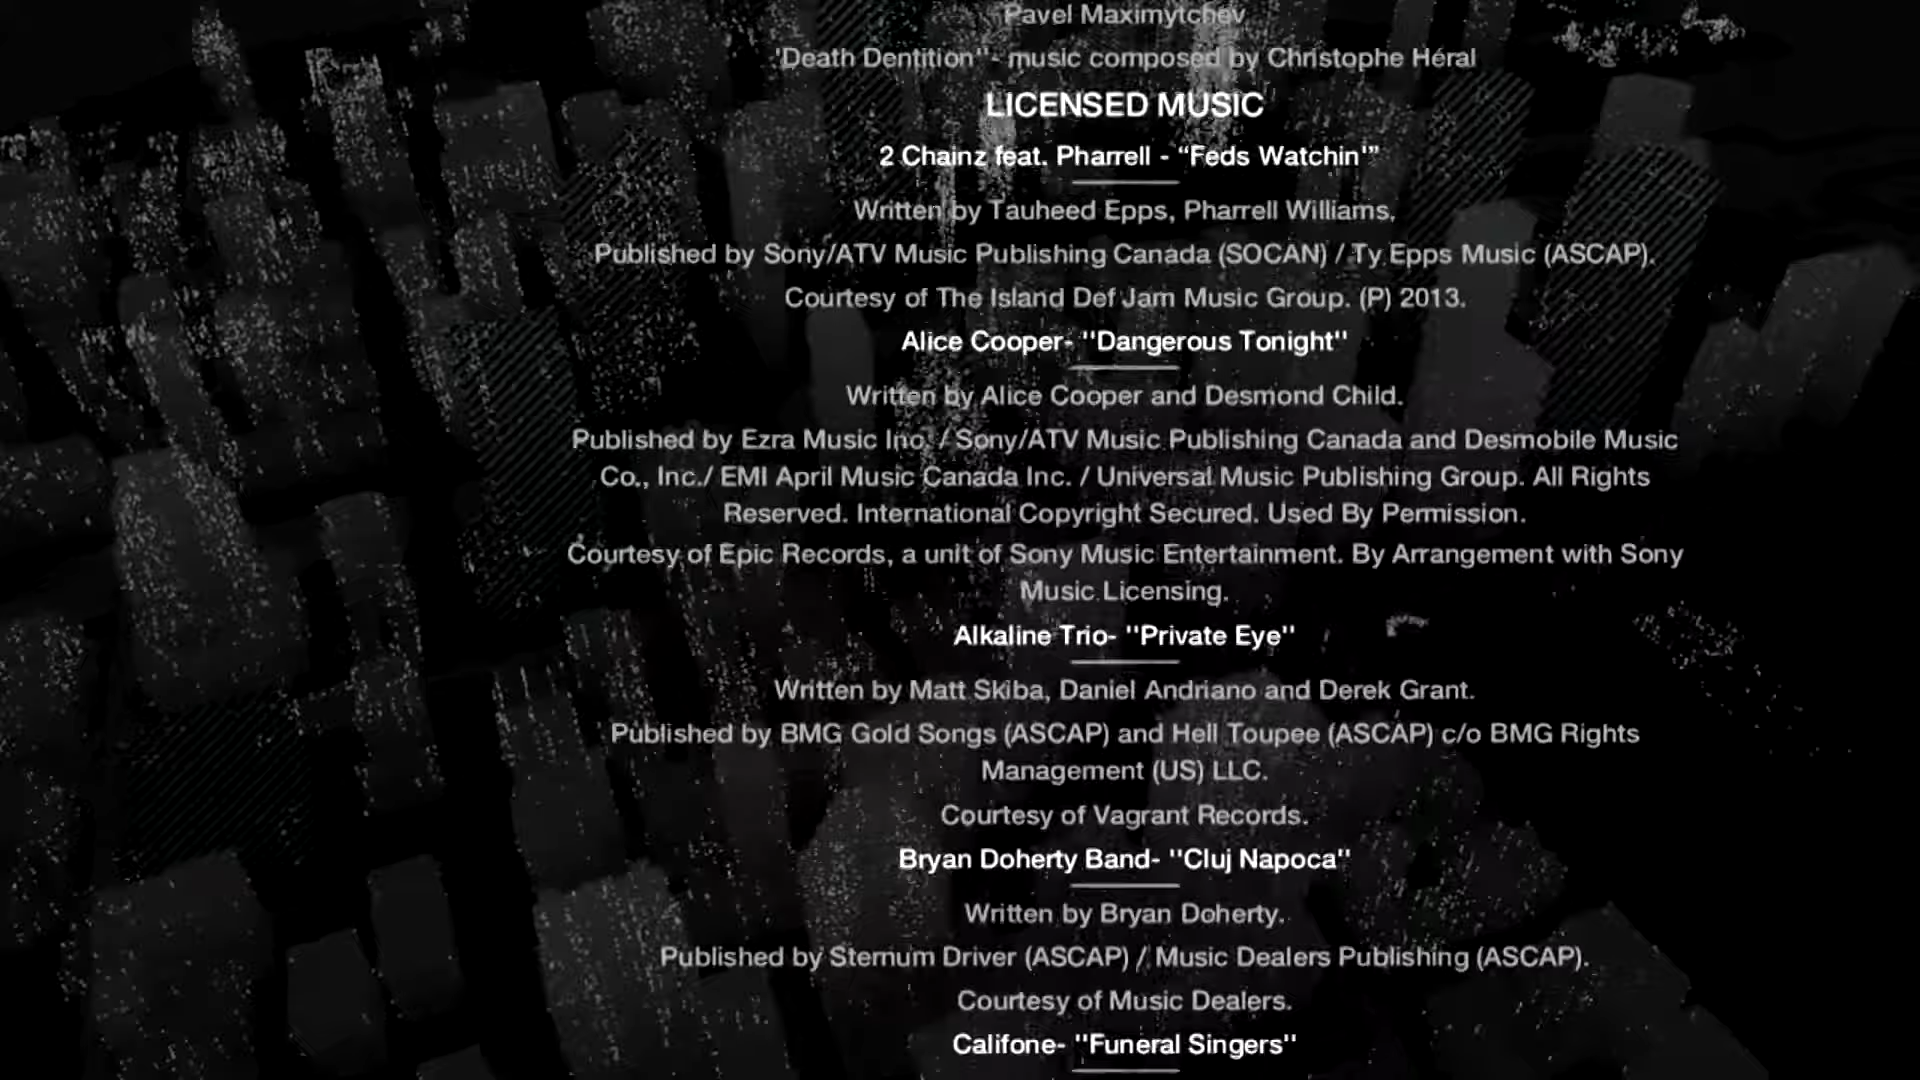 Pavel Maximytchev
'Death Dentition''- music composed by Christophe Héral
LICENSED MUSIC
2 Chainz feat. Pharrell - “Feds Watchin'”
Written by Tauheed Epps, Pharrell Williams.
Published by Sony/ATV Music Publishing Canada (SOCAN) / Ty Epps Music (ASCAP).
Courtesy of The Island Def Jam Music Group. (P) 2013.
Alice Cooper- ''Dangerous Tonight''
Written by Alice Cooper and Desmond Child.
Published by Ezra Music Inc. / Sony/ATV Music Publishing Canada and Desmobile Music
Co., Inc./ EMI April Music Canada Inc. / Universal Music Publishing Group. All Rights
Reserved. International Copyright Secured. Used By Permission.
Courtesy of Epic Records, a unit of Sony Music Entertainment. By Arrangement with Sony
Music Licensing.
Alkaline Trio- ''Private Eye''
Written by Matt Skiba, Daniel Andriano and Derek Grant.
Published by BMG Gold Songs (ASCAP) and Hell Toupee (ASCAP) c/o BMG Rights
Management (US) LLC.
Courtesy of Vagrant Records.
Bryan Doherty Band- ''Cluj Napoca''
Written by Bryan Doherty.
Published by Sternum Driver (ASCAP) / Music Dealers Publishing (ASCAP).
Courtesy of Music Dealers.
Califone- ''Funeral Singers''